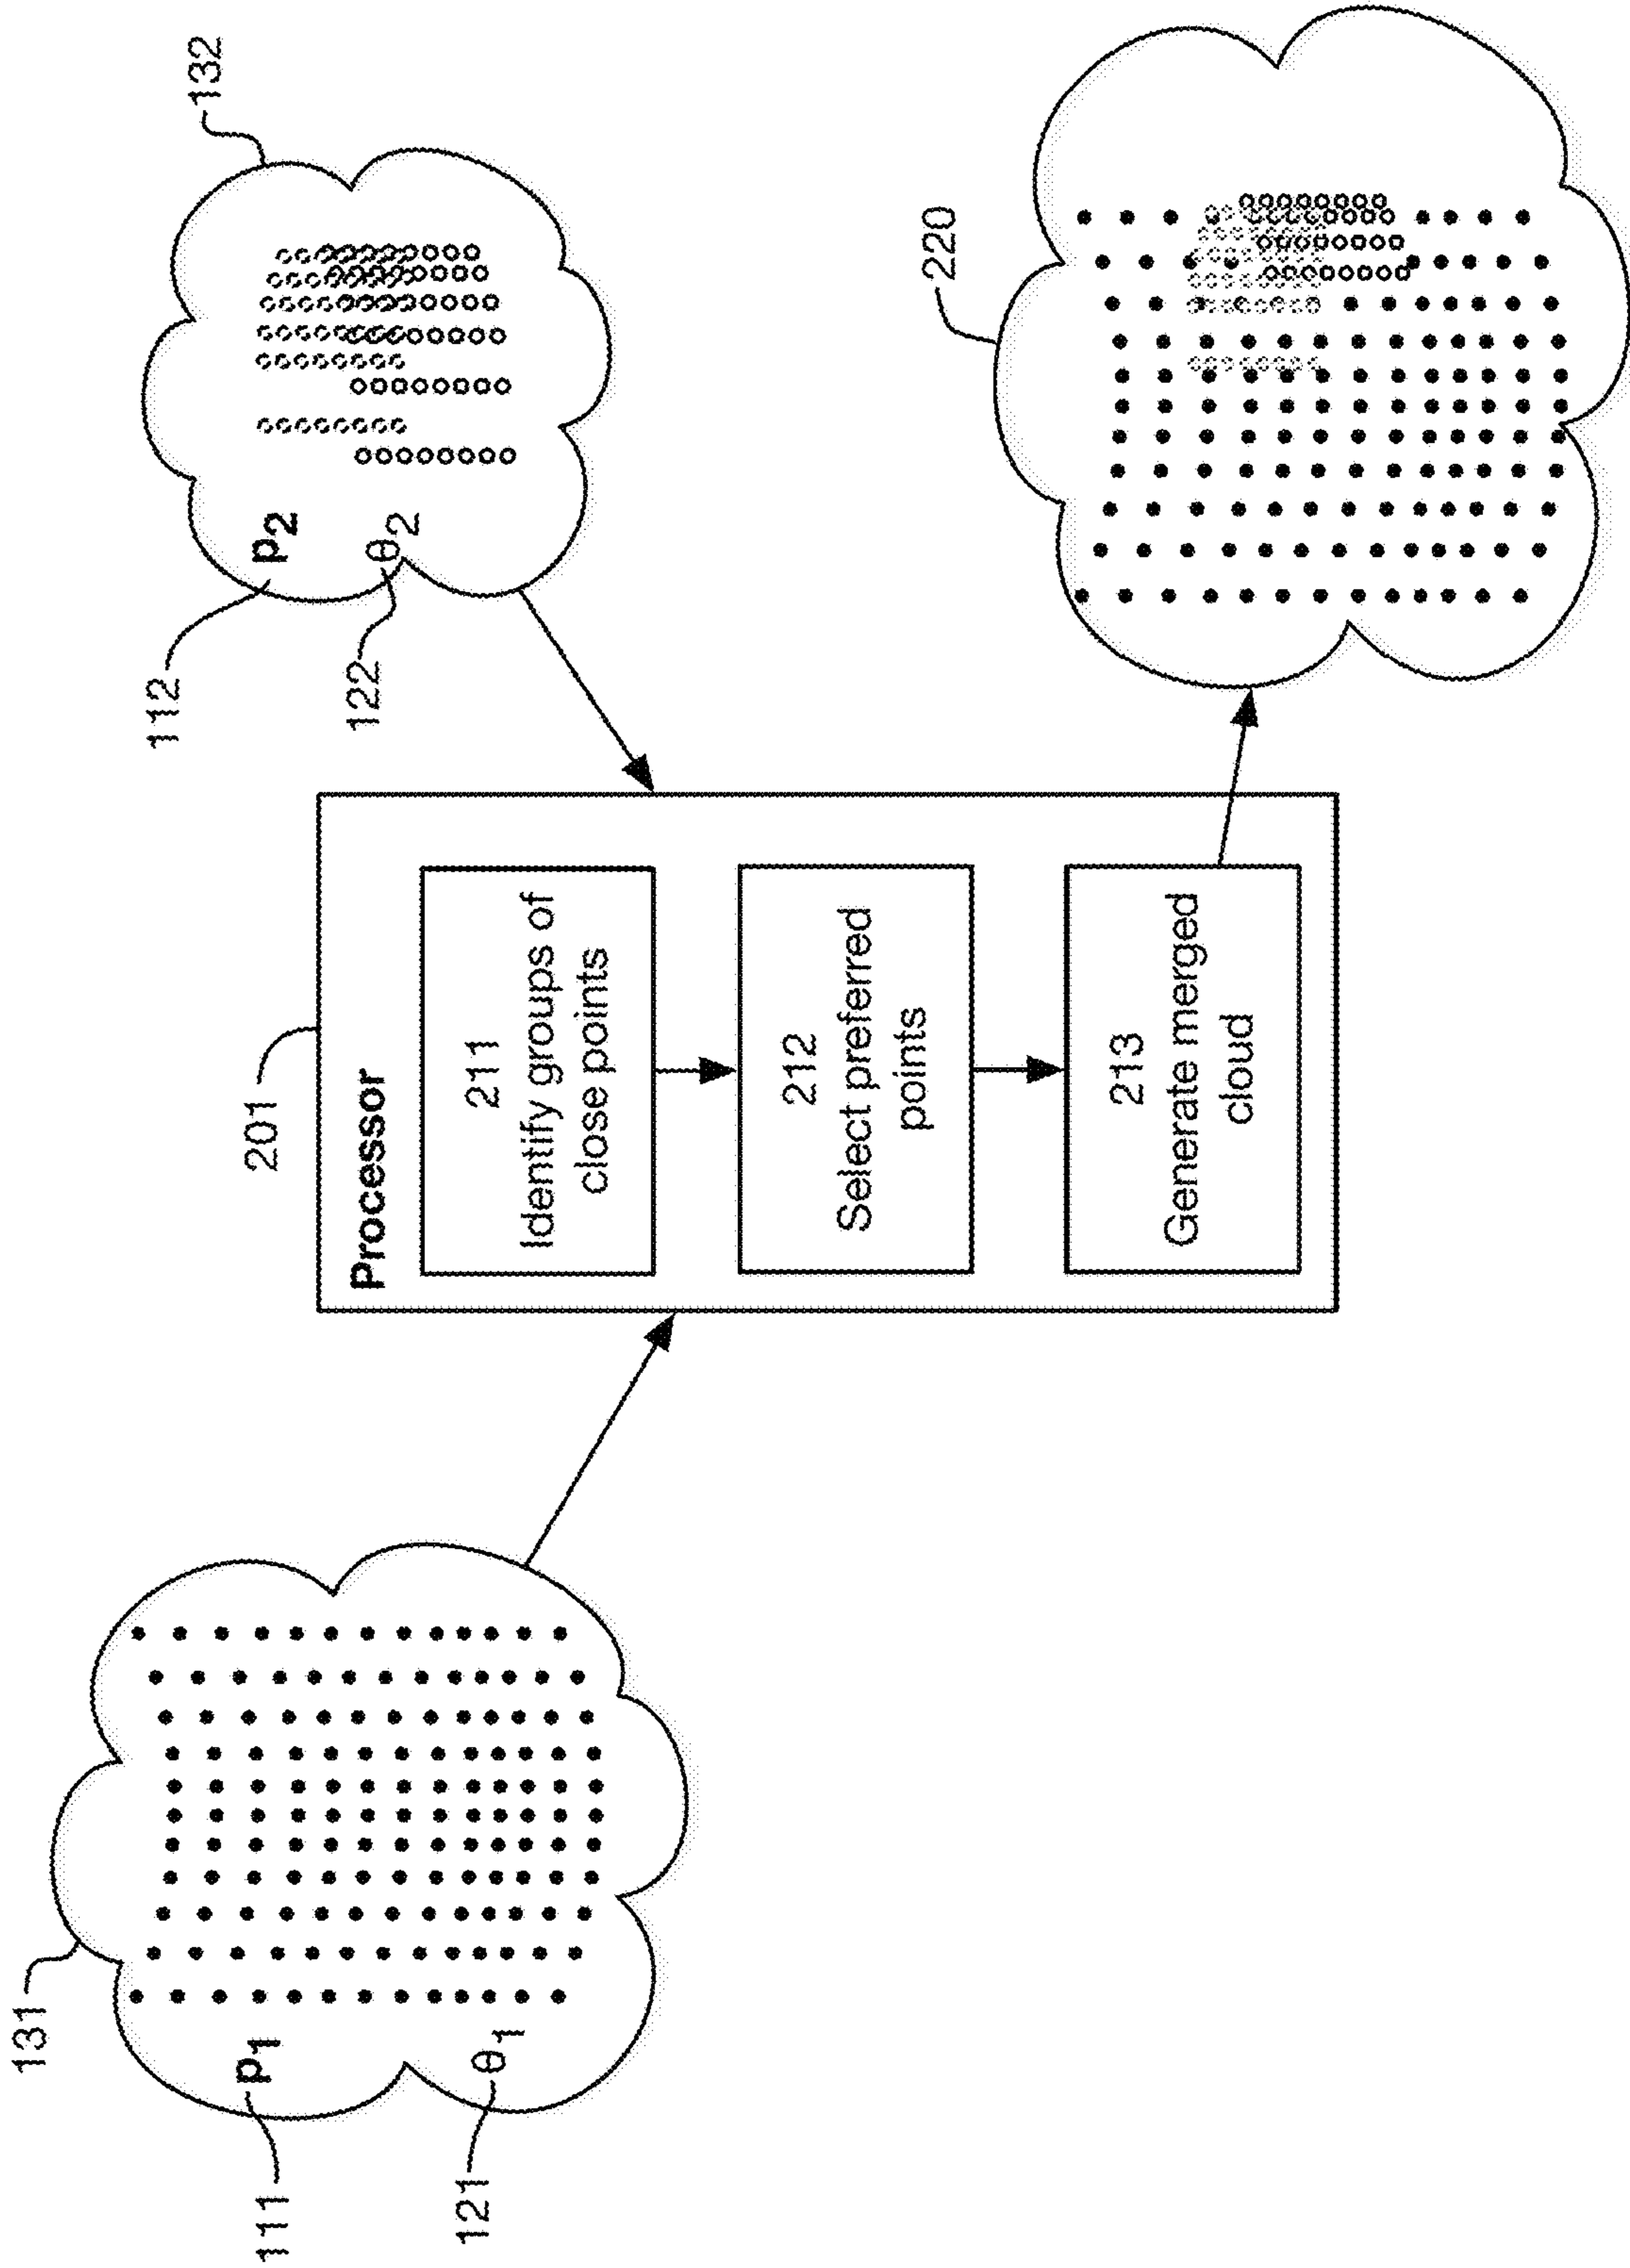 131
111
p1
121
θ1
201
Processor
211
Identify groups of
close points
212
Select preferred
points
213
Generate merged
cloud
132
112
p2
122
θ2
220